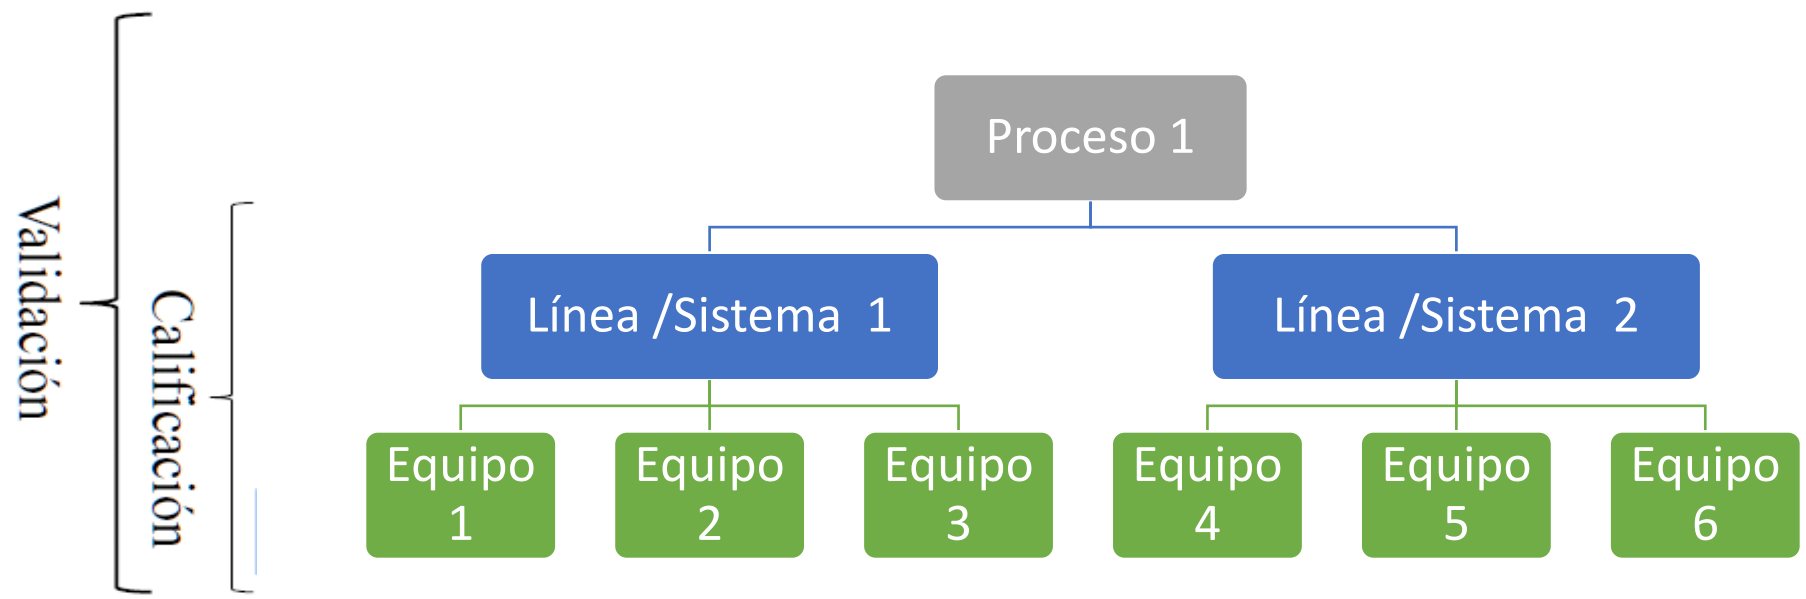 Validación
Calificación
Proceso 1
Línea /Sistema  1
Línea /Sistema  2
Equipo
1
Equipo
2
Equipo
3
Equipo
4
Equipo
5
Equipo
6